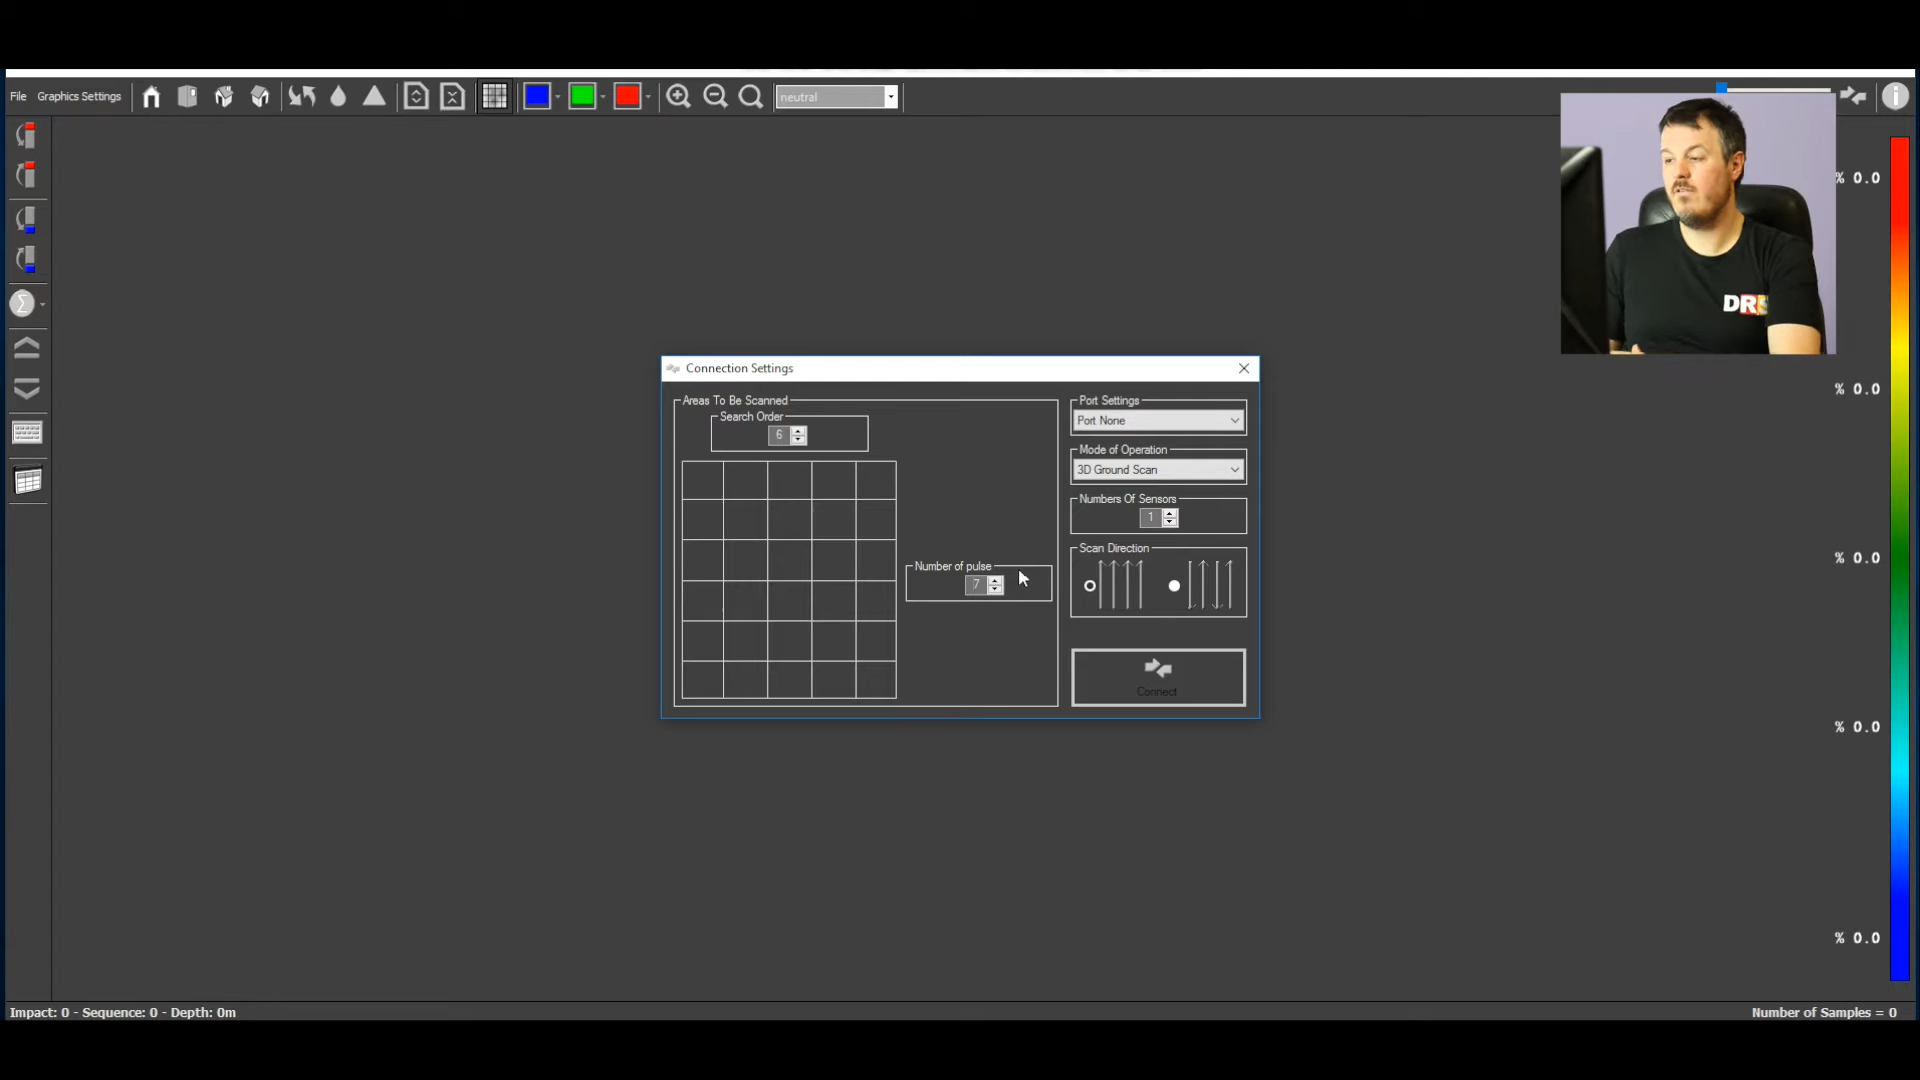 File Graphics Settings neutral
% 0.0
% 0.0
% 0.0
% 0.0
% 0.0
Connection Settings
Areas To Be Scanned
Search Order
6
Number of pulse
7
Port Settings
Port None
Mode of Operation
3D Ground Scan
Numbers Of Sensors
1
Scan Direction
Connect
Impact: 0 - Sequence: 0 - Depth: 0m
Number of Samples = 0